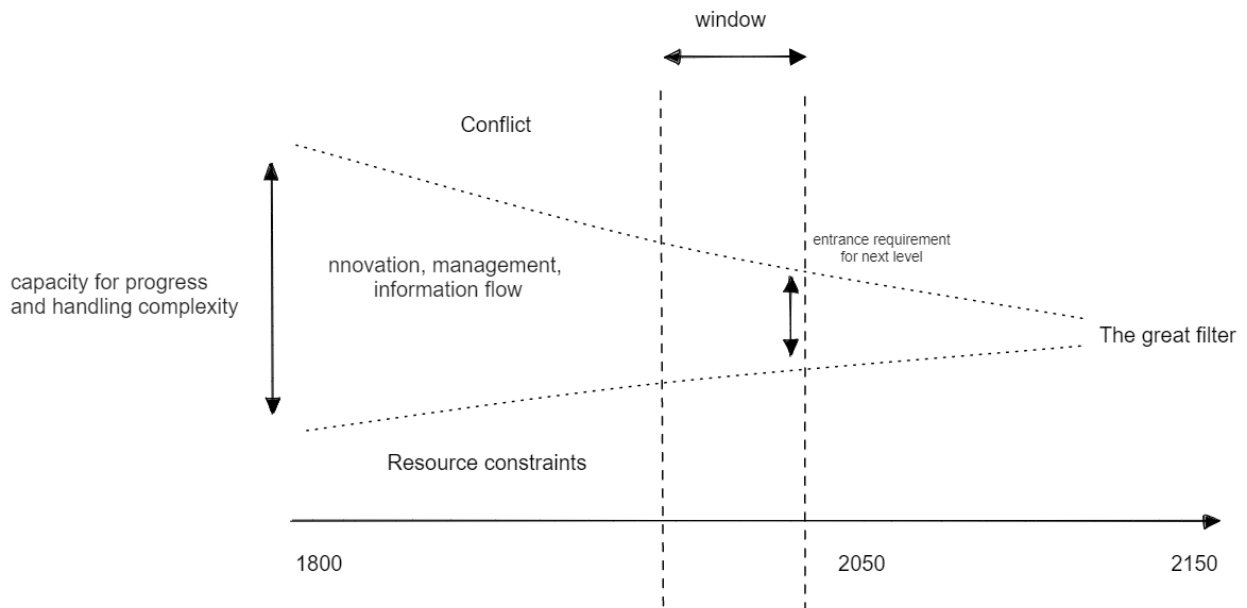 window
Conflict
entrance requirement
for next level
nnovation, management,
information flow
capacity for progress
and handling complexity
The great filter
Resource constraints
1800
2050
2150